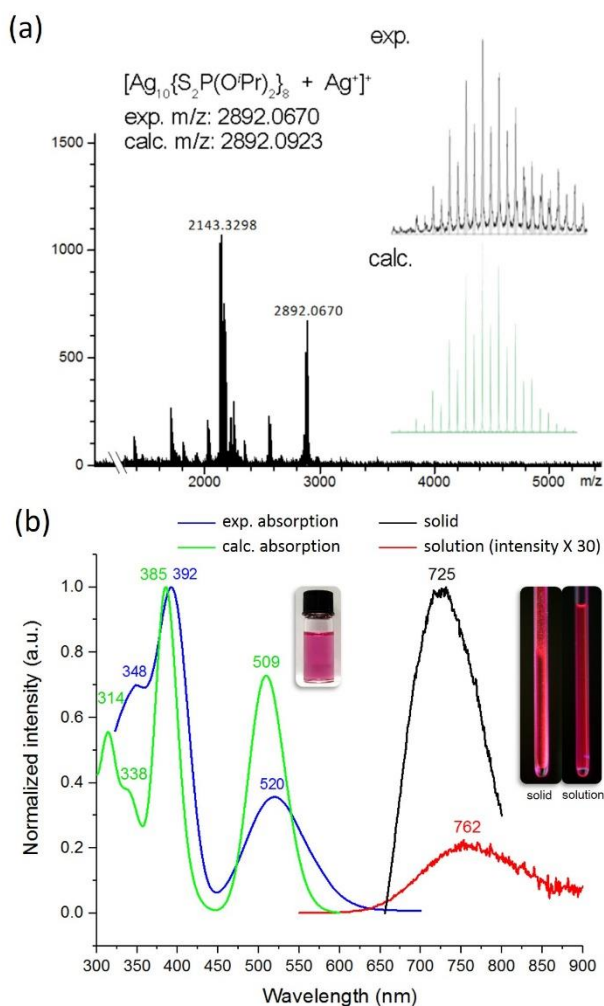 (a)
[Ag₁₀{S₂P(OⁱPr)₂}₈ + Ag⁺]⁺
exp. m/z: 2892.0670
calc. m/z: 2892.0923
exp.
calc.
1500
1000
500
0
2143.3298
2892.0670
2000
3000
4000
5000
m/z
(b)
exp. absorption
solid
calc. absorption
solution (intensity X 30)
Normalized intensity (a.u.)
1.0
0.8
0.6
0.4
0.2
0.0
385
392
348
314
338
509
520
725
762
solid
solution
300
350
400
450
500
550
600
650
700
750
800
850
900
Wavelength (nm)